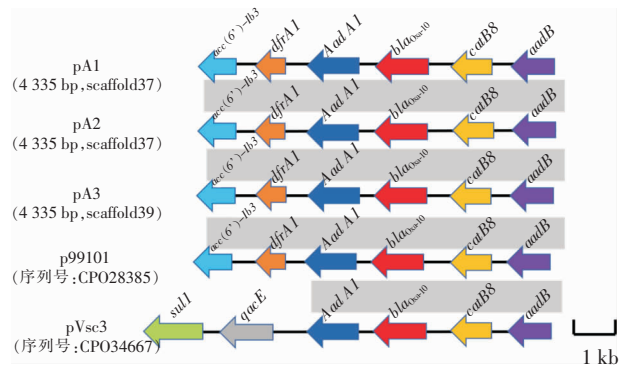 acc(6')-Ib3 dfrA1 AadA1 blaOxa-10 catB8 aadB
pA1
(4 335 bp,scaffold37)
acc(6')-Ib3 dfrA1 AadA1 blaOxa-10 catB8 aadB
pA2
(4 335 bp,scaffold37)
acc(6')-Ib3 dfrA1 AadA1 blaOxa-10 catB8 aadB
pA3
(4 335 bp,scaffold39)
acc(6')-Ib3 dfrA1 AadA1 blaOxa-10 catB8 aadB
p99101
(序列号:CPO28385)
sul1 qacE AadA1 blaOxa-10 catB8 aadB
pVsc3
(序列号:CPO34667)
1 kb